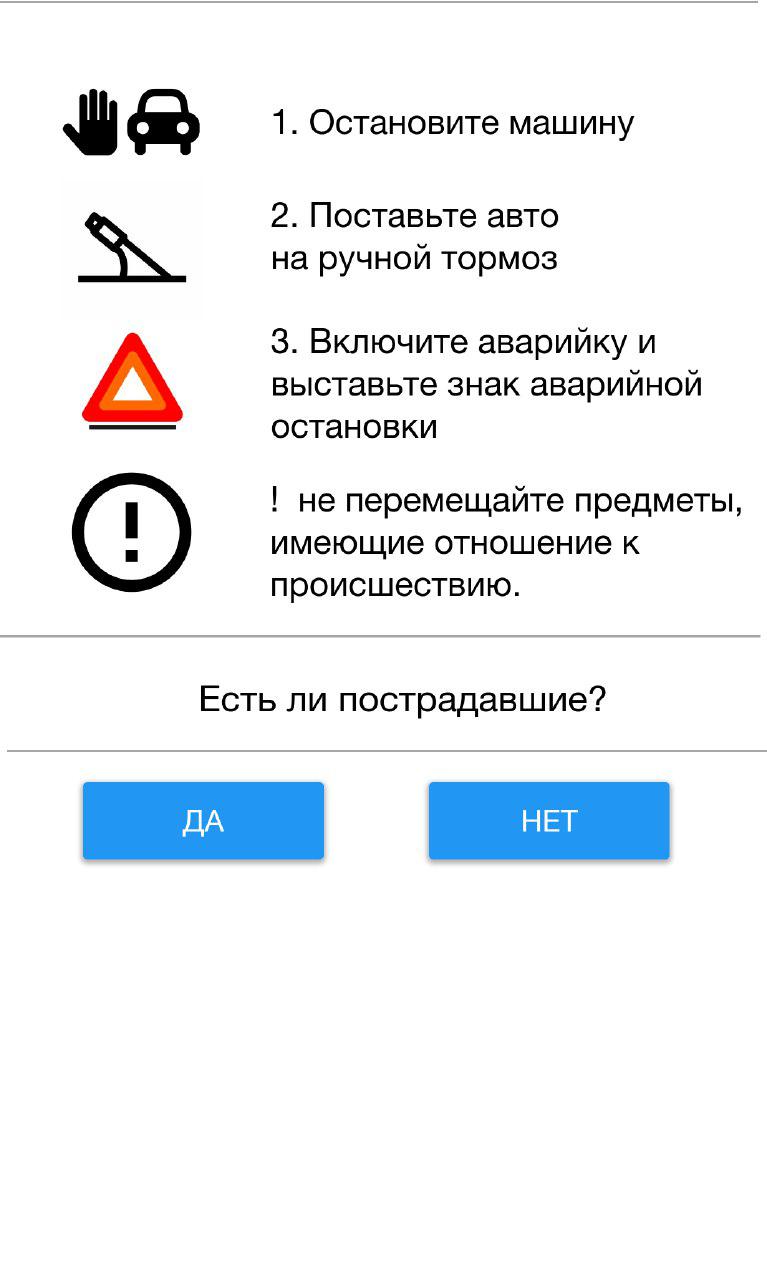 1. Остановите машину
2. Поставьте авто
на ручной тормоз
3. Включите аварийку и
выставьте знак аварийной
остановки
! не перемещайте предметы,
имеющие отношение к
происшествию.
Есть ли пострадавшие?
ДА
НЕТ